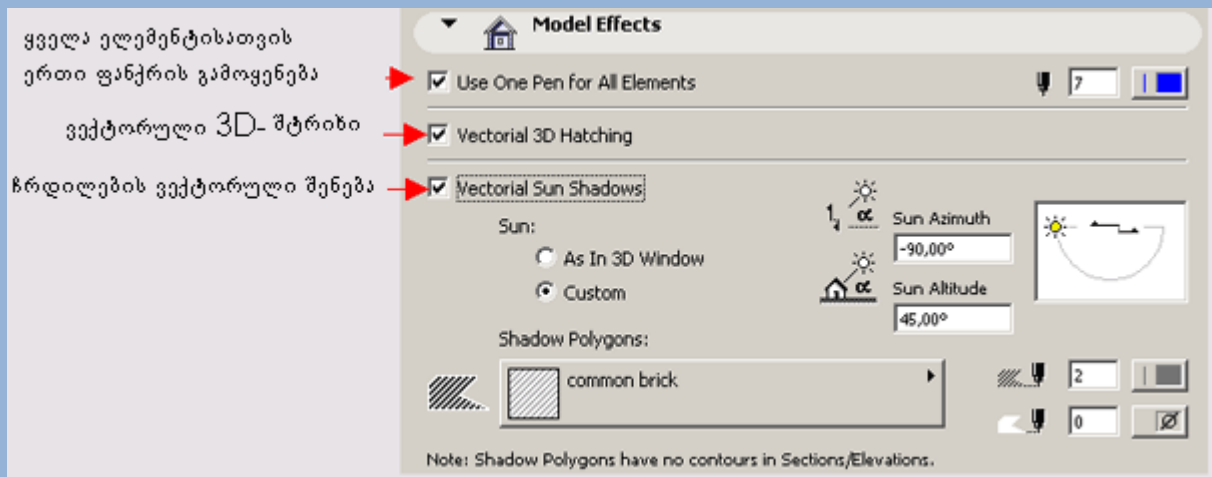 ყველა ელემენტისათვის
ერთი ფანქრის გამოყენება
ვექტორული 3D- შტრიხი
ჩრდილების ვექტორული შენება
Model Effects
Use One Pen for All Elements
7
Vectorial 3D Hatching
Vectorial Sun Shadows
Sun:
As In 3D Window
Custom
1, α
Sun Azimuth
-90,00°
α
Sun Altitude
45,00°
Shadow Polygons:
common brick
2
0
Note: Shadow Polygons have no contours in Sections/Elevations.